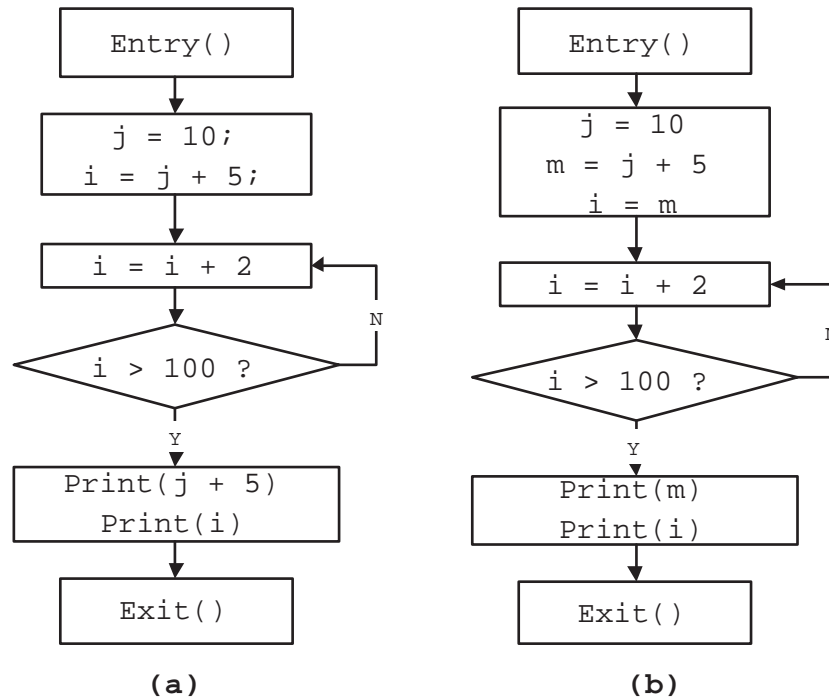 Entry()
j = 10;
i = j + 5;
i = i + 2
N
i > 100 ?
Y
Print(j + 5)
Print(i)
Exit()
(a)
Entry()
j = 10
m = j + 5
i = m
i = i + 2
N
i > 100 ?
Y
Print(m)
Print(i)
Exit()
(b)